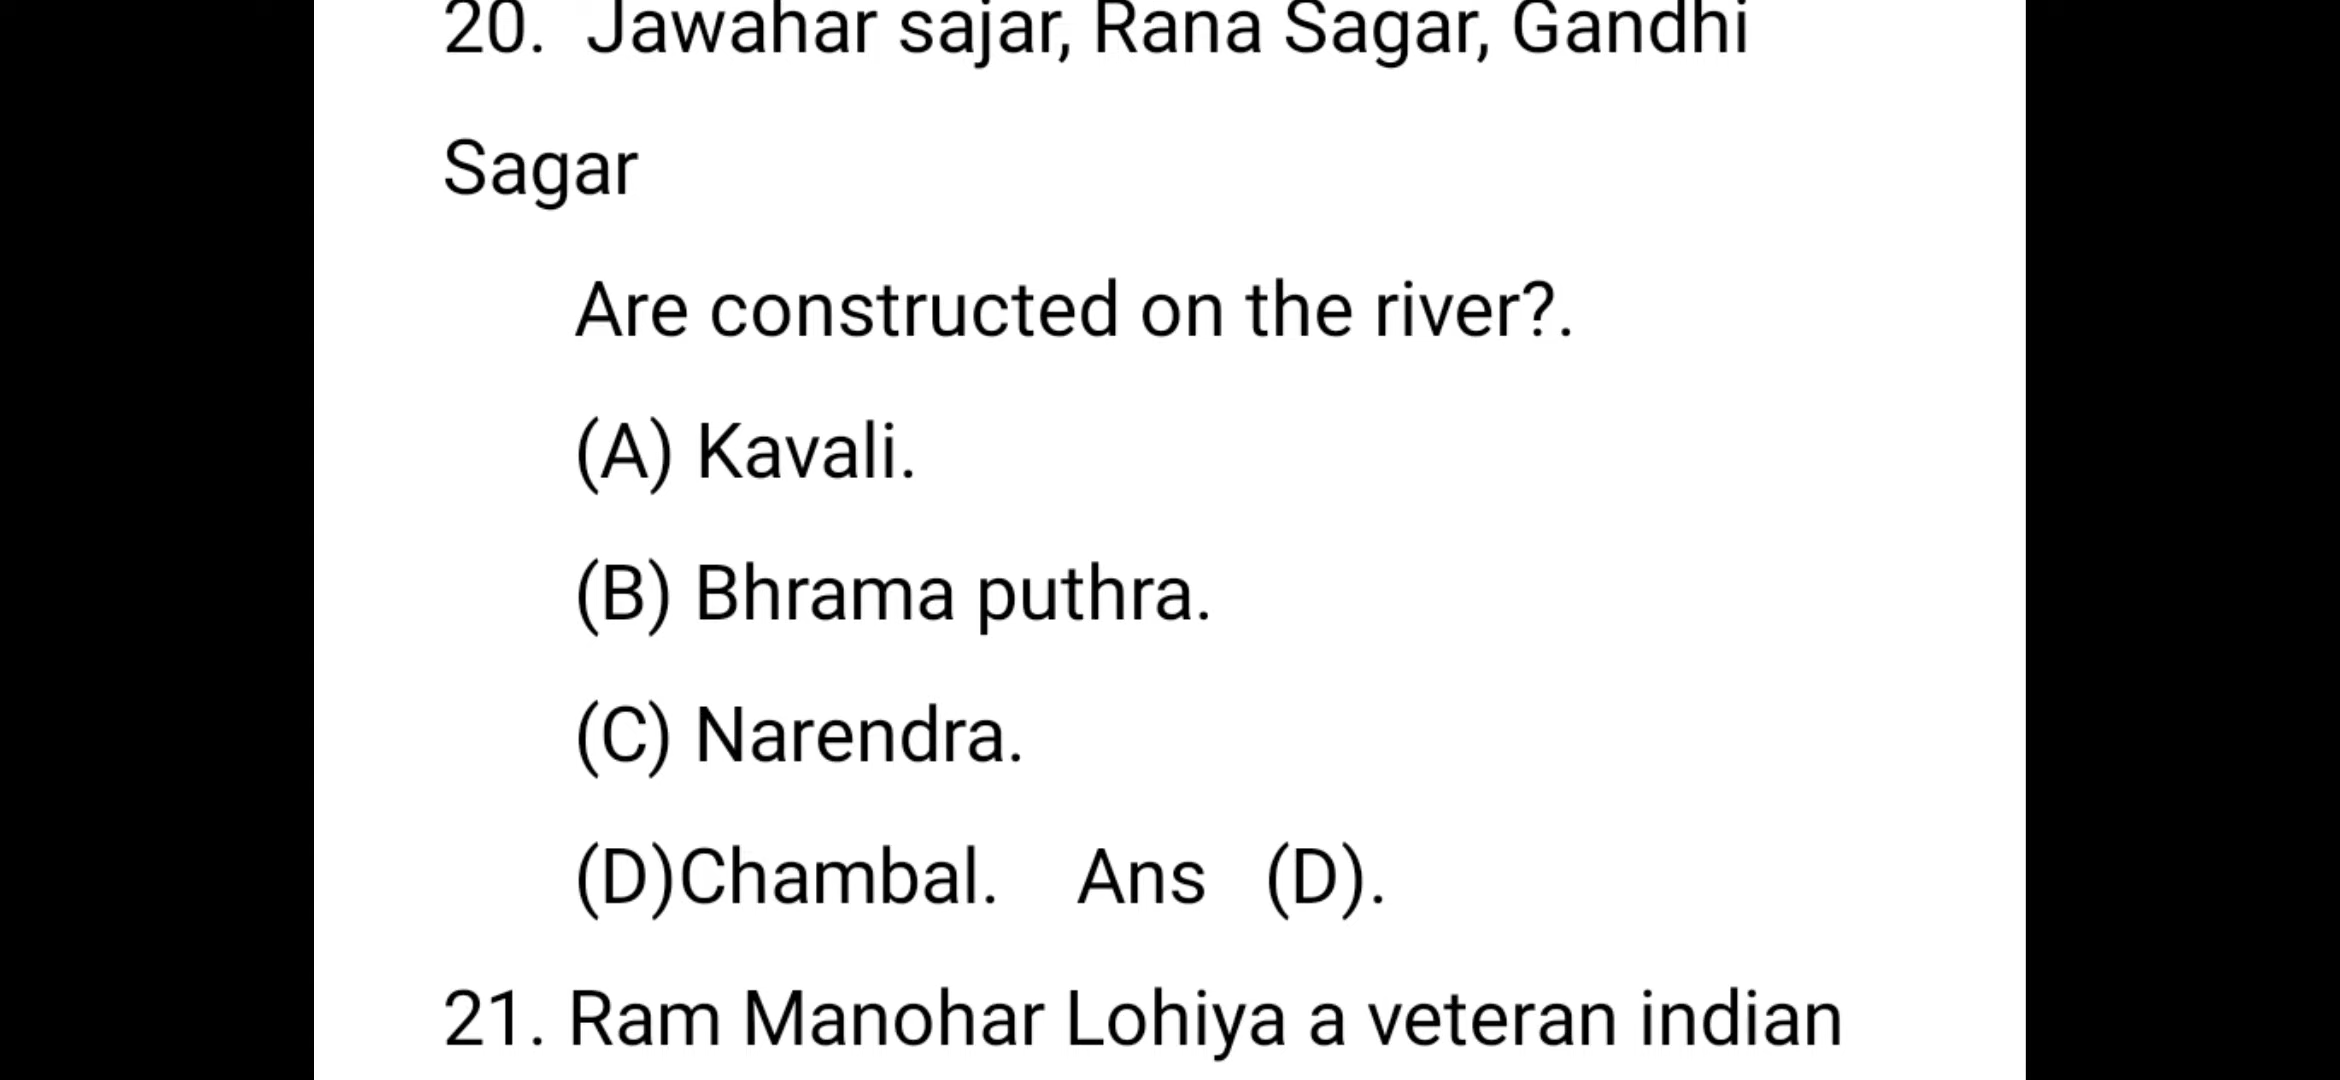 20. Jawahar sajar, Rana Sagar, Gandhi
Sagar
Are constructed on the river?.
(A) Kavali.
(B) Bhrama puthra.
(C) Narendra.
(D)Chambal. Ans (D).
21. Ram Manohar Lohiya a veteran indian